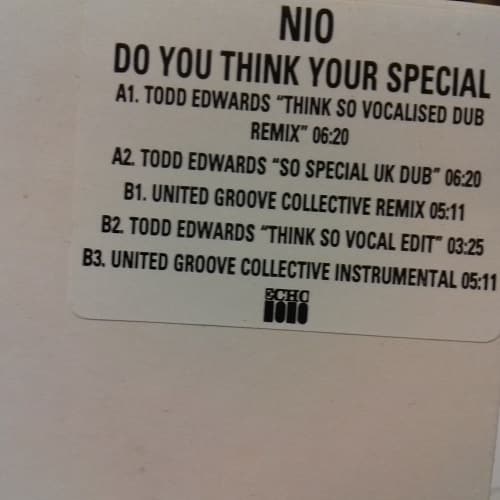 NIO
DO YOU THINK YOUR SPECIAL
A1. TODD EDWARDS "THINK SO VOCALISED DUB
REMIX" 06:20
A2. TODD EDWARDS "SO SPECIAL UK DUB" 06:20
B1. UNITED GROOVE COLLECTIVE REMIX 05:11
B2. TODD EDWARDS "THINK SO VOCAL EDIT" 03:25
B3. UNITED GROOVE COLLECTIVE INSTRUMENTAL 05:11
ECHO